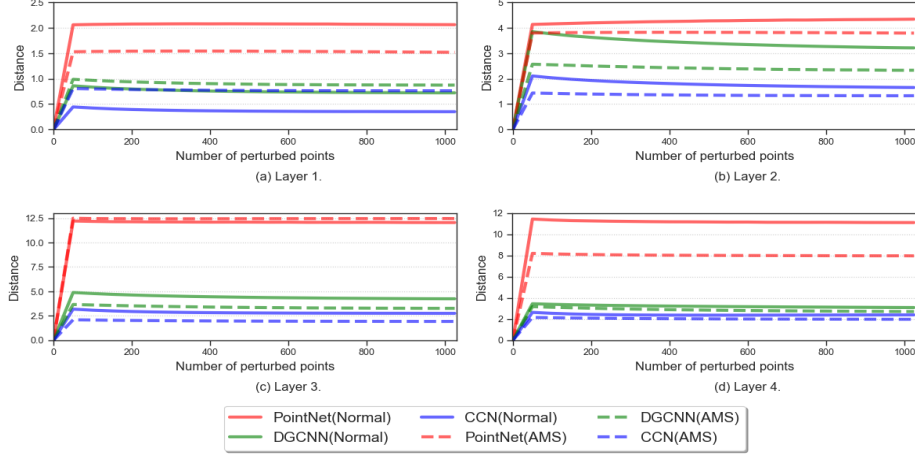 2.5
2.0
1.5
1.0
0.5
0.0
Distance
0 200 400 600 800 1000
Number of perturbed points
(a) Layer 1.
5
4
3
2
1
0
Distance
0 200 400 600 800 1000
Number of perturbed points
(b) Layer 2.
12.5
10.0
7.5
5.0
2.5
0.0
Distance
0 200 400 600 800 1000
Number of perturbed points
(c) Layer 3.
12
10
8
6
4
2
0
Distance
0 200 400 600 800 1000
Number of perturbed points
(d) Layer 4.
PointNet(Normal) CCN(Normal) DGCNN(AMS)
DGCNN(Normal) PointNet(AMS) CCN(AMS)